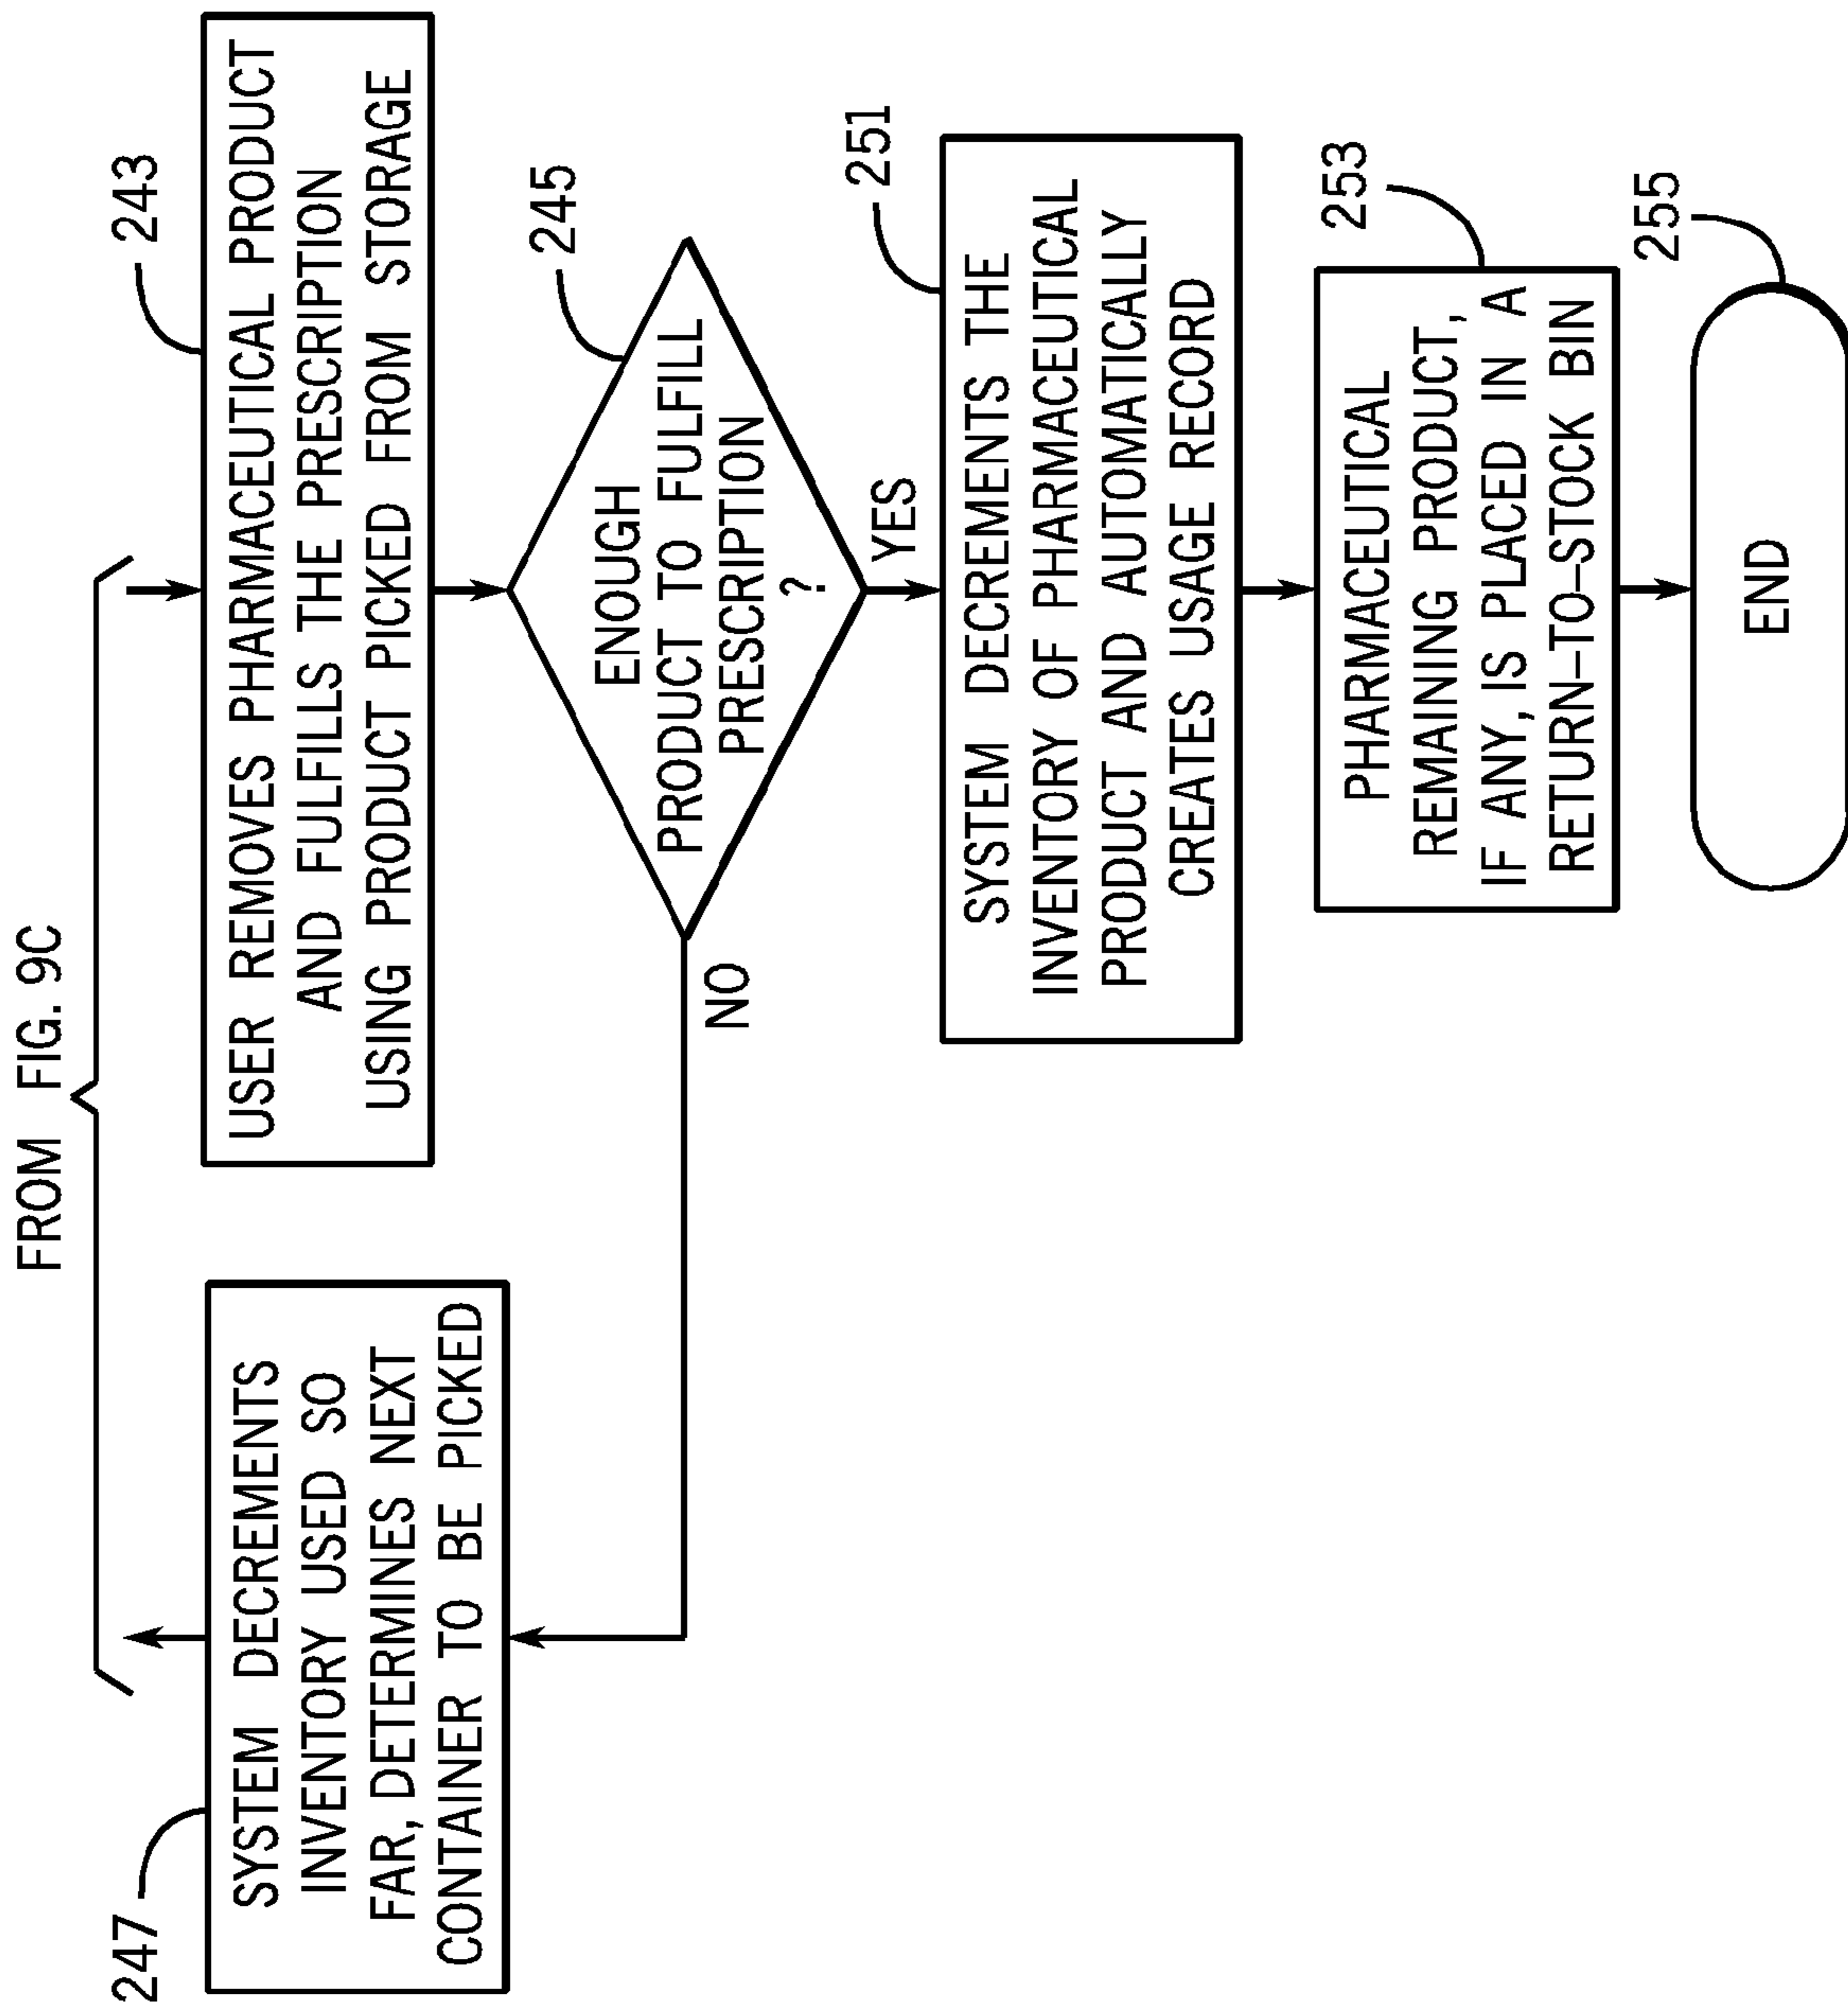 FROM FIG. 9C
243
USER REMOVES PHARMACEUTICAL PRODUCT
AND FULFILLS THE PRESCRIPTION
USING PRODUCT PICKED FROM STORAGE
247
SYSTEM DECREMENTS
INVENTORY USED SO
FAR, DETERMINES NEXT
CONTAINER TO BE PICKED
245
ENOUGH
PRODUCT TO FULFILL
PRESCRIPTION
?
NO
YES
251
SYSTEM DECREMENTS THE
INVENTORY OF PHARMACEUTICAL
PRODUCT AND AUTOMATICALLY
CREATES USAGE RECORD
253
PHARMACEUTICAL
REMAINING PRODUCT,
IF ANY, IS PLACED IN A
RETURN-TO-STOCK BIN
255
END